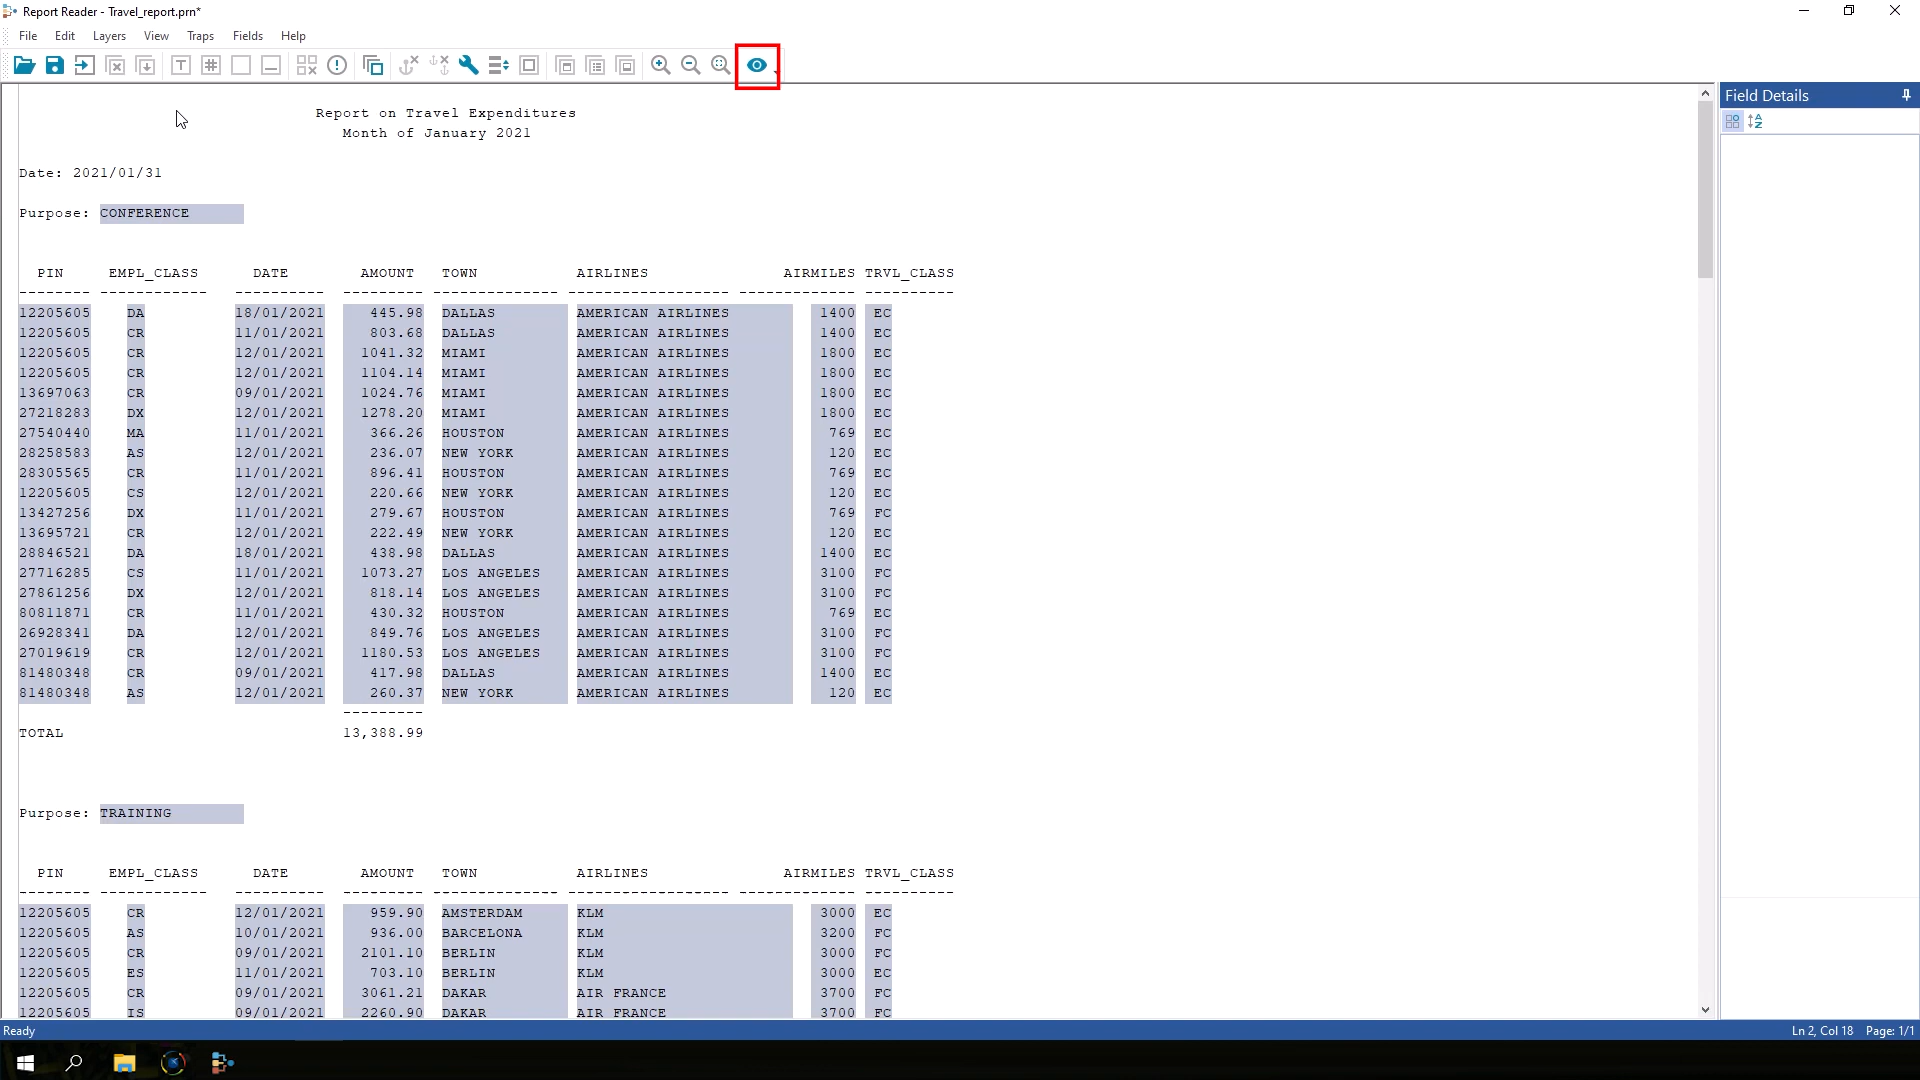 Report Reader - Travel_report.prn*
File Edit Layers View Traps Fields Help
Field Details
Report on Travel Expenditures
Month of January 2021
Date: 2021/01/31
Purpose: CONFERENCE
PIN EMPL_CLASS DATE AMOUNT TOWN AIRLINES AIRMILES TRVL_CLASS
-------- ------------ ---------- --------- -------------- ------------------ ------------- ----------
12205605 DA 18/01/2021 445.98 DALLAS AMERICAN AIRLINES 1400 EC
12205605 CR 11/01/2021 803.68 DALLAS AMERICAN AIRLINES 1400 EC
12205605 CR 12/01/2021 1041.32 MIAMI AMERICAN AIRLINES 1800 EC
12205605 CR 12/01/2021 1104.14 MIAMI AMERICAN AIRLINES 1800 EC
13697063 CR 09/01/2021 1024.76 MIAMI AMERICAN AIRLINES 1800 EC
27218283 DX 12/01/2021 1278.20 MIAMI AMERICAN AIRLINES 1800 EC
27540440 MA 11/01/2021 366.26 HOUSTON AMERICAN AIRLINES 769 EC
28258583 AS 12/01/2021 236.07 NEW YORK AMERICAN AIRLINES 120 EC
28305565 CR 11/01/2021 896.41 HOUSTON AMERICAN AIRLINES 769 EC
12205605 CS 12/01/2021 220.66 NEW YORK AMERICAN AIRLINES 120 EC
13427256 DX 11/01/2021 279.67 HOUSTON AMERICAN AIRLINES 769 FC
13695721 CR 12/01/2021 222.49 NEW YORK AMERICAN AIRLINES 120 EC
28846521 DA 18/01/2021 438.98 DALLAS AMERICAN AIRLINES 1400 EC
27716285 CS 11/01/2021 1073.27 LOS ANGELES AMERICAN AIRLINES 3100 FC
27861256 DX 12/01/2021 818.14 LOS ANGELES AMERICAN AIRLINES 3100 FC
80811871 CR 11/01/2021 430.32 HOUSTON AMERICAN AIRLINES 769 EC
26928341 DA 12/01/2021 849.76 LOS ANGELES AMERICAN AIRLINES 3100 FC
27019619 CR 12/01/2021 1180.53 LOS ANGELES AMERICAN AIRLINES 3100 FC
81480348 CR 09/01/2021 417.98 DALLAS AMERICAN AIRLINES 1400 EC
81480348 AS 12/01/2021 260.37 NEW YORK AMERICAN AIRLINES 120 EC
---------
TOTAL 13,388.99
Purpose: TRAINING
PIN EMPL_CLASS DATE AMOUNT TOWN AIRLINES AIRMILES TRVL_CLASS
-------- ------------ ---------- --------- -------------- ------------------ ------------- ----------
12205605 CR 12/01/2021 959.90 AMSTERDAM KLM 3000 EC
12205605 AS 10/01/2021 936.00 BARCELONA KLM 3200 FC
12205605 CR 09/01/2021 2101.10 BERLIN KLM 3000 FC
12205605 ES 11/01/2021 703.10 BERLIN KLM 3000 EC
12205605 CR 09/01/2021 3061.21 DAKAR AIR FRANCE 3700 FC
12205605 IS 09/01/2021 2260.90 DAKAR AIR FRANCE 3700 FC
Ready Ln 2, Col 18 Page: 1/1